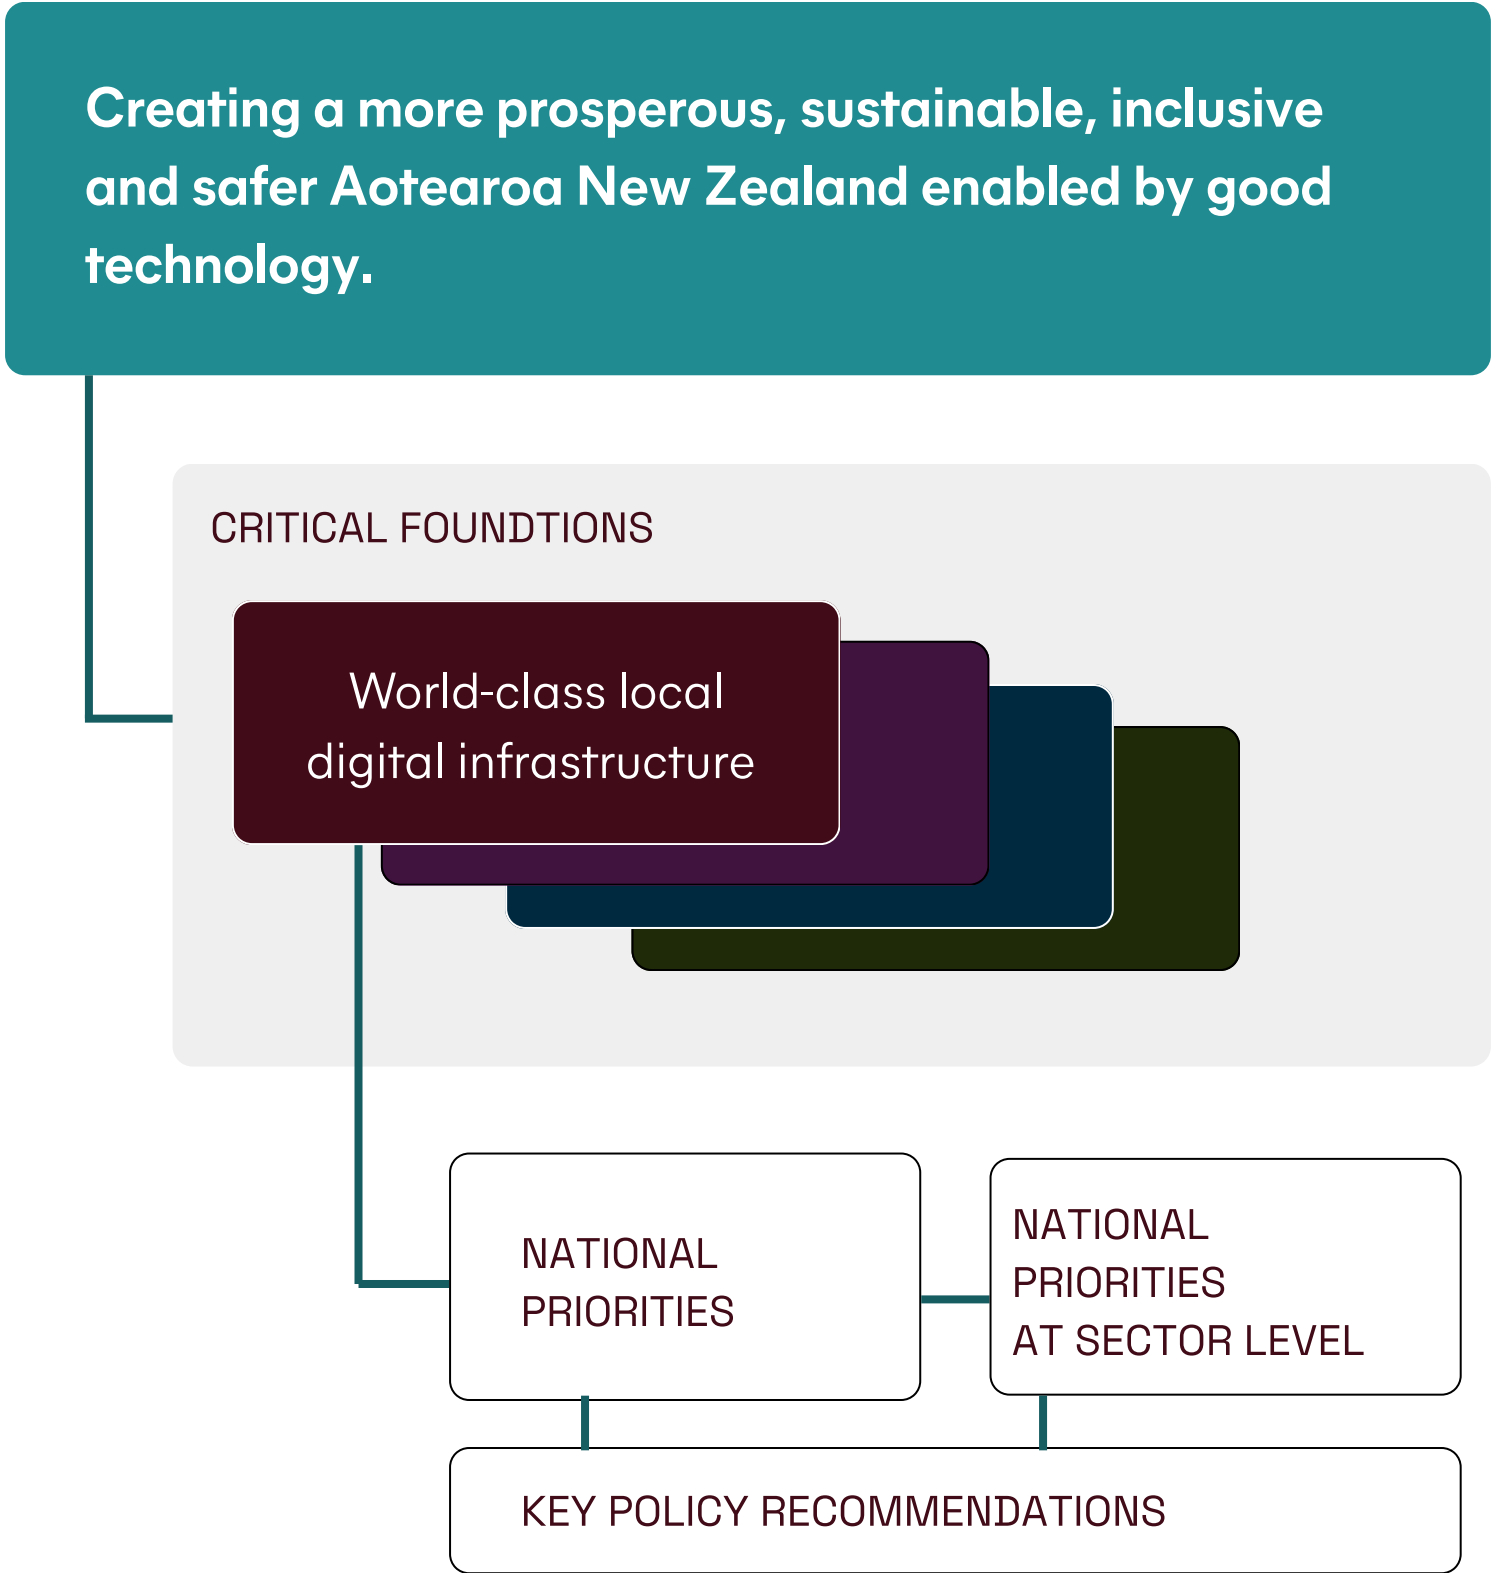 Creating a more prosperous, sustainable, inclusive
and safer Aotearoa New Zealand enabled by good
technology.
CRITICAL FOUNDTIONS
World-class local
digital infrastructure
NATIONAL
PRIORITIES
NATIONAL
PRIORITIES
AT SECTOR LEVEL
KEY POLICY RECOMMENDATIONS